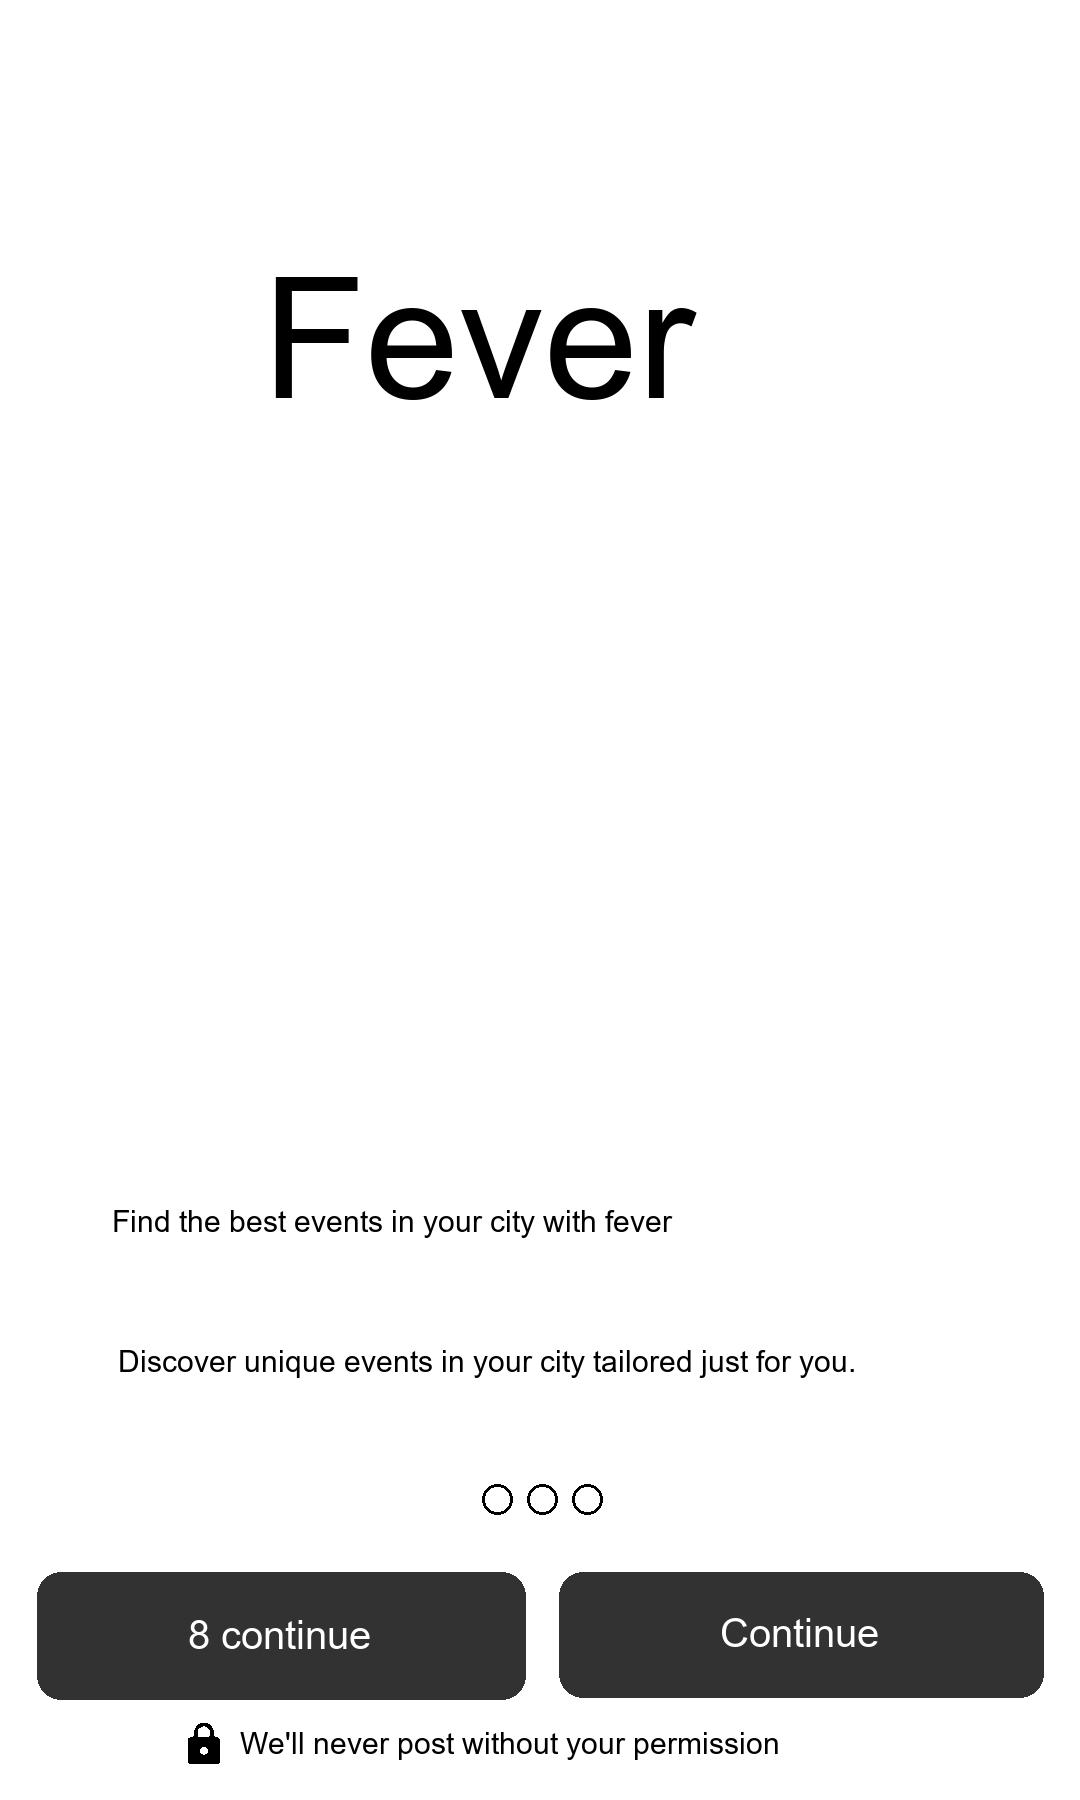 Fever
Find the best events in your city with fever
Discover unique events in your city tailored just for you.
8 continue
Continue
We'll never post without your permission